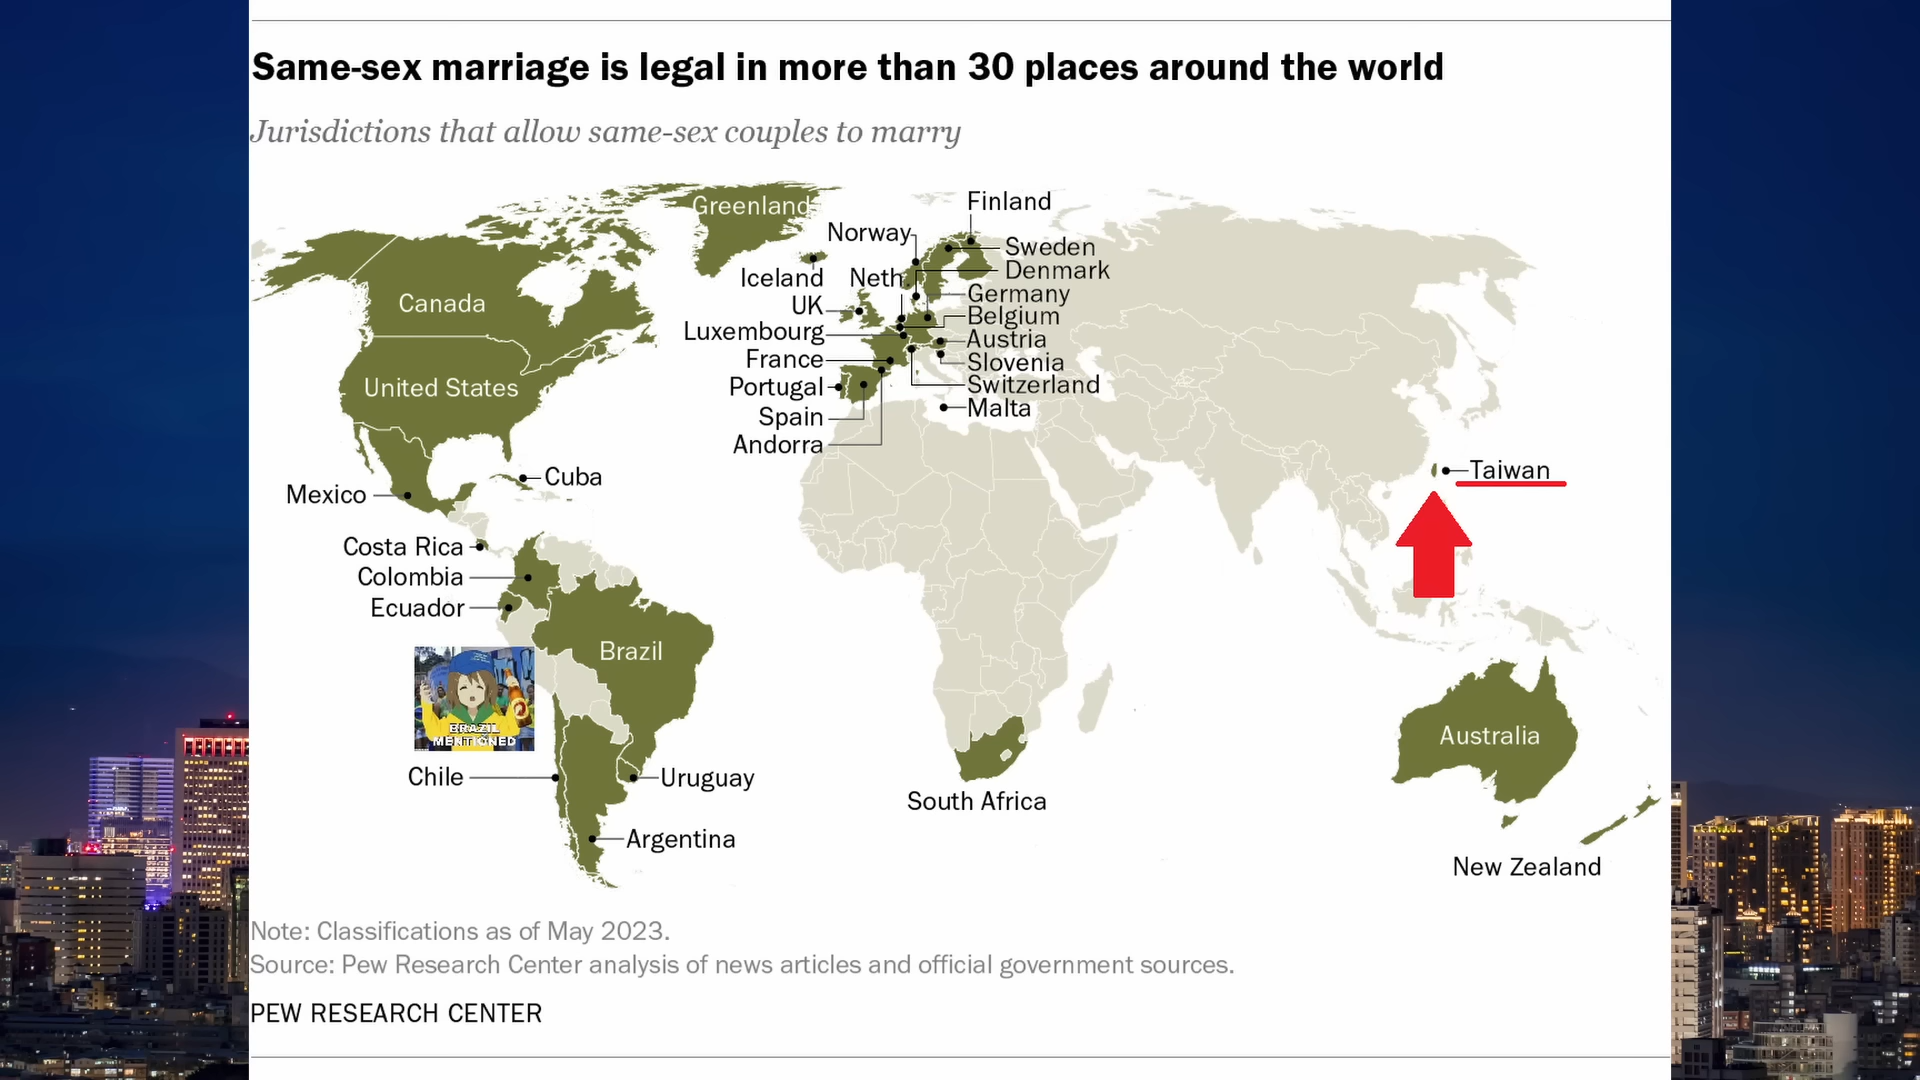 Same-sex marriage is legal in more than 30 places around the world
Jurisdictions that allow same-sex couples to marry
Greenland
Finland
Norway
Sweden
Iceland
Neth.
Denmark
UK
Germany
Canada
Luxembourg
Belgium
France
Austria
Portugal
Slovenia
United States
Switzerland
Spain
Malta
Andorra
Cuba
Taiwan
Mexico
Costa Rica
Colombia
Ecuador
Brazil
BRAZIL
MENTIONED
Australia
Chile
Uruguay
South Africa
Argentina
New Zealand
Note: Classifications as of May 2023.
Source: Pew Research Center analysis of news articles and official government sources.
PEW RESEARCH CENTER